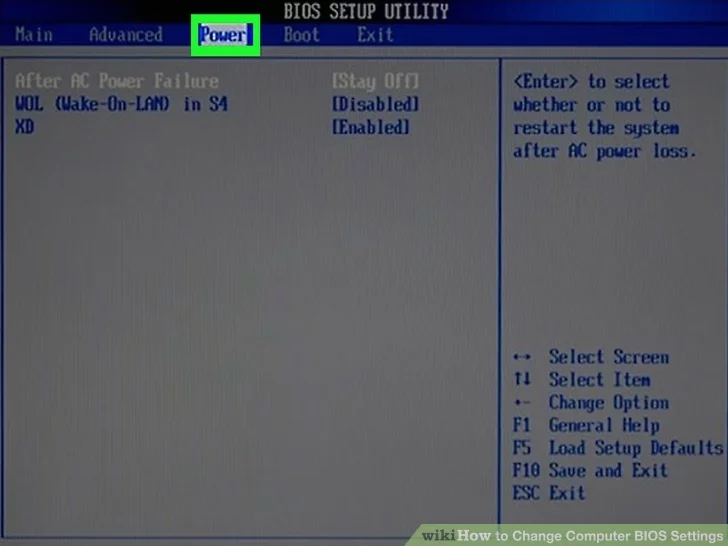 BIOS SETUP UTILITY
Main Advanced Power Boot Exit
After AC Power Failure [Stay Off]
WOL (Wake-On-LAN) in S4 [Disabled]
XD [Enabled]
<Enter> to select
whether or not to
restart the system
after AC power loss.
↔ Select Screen
↑↓ Select Item
+- Change Option
F1 General Help
F5 Load Setup Defaults
F10 Save and Exit
ESC Exit
wikiHow to Change Computer BIOS Settings